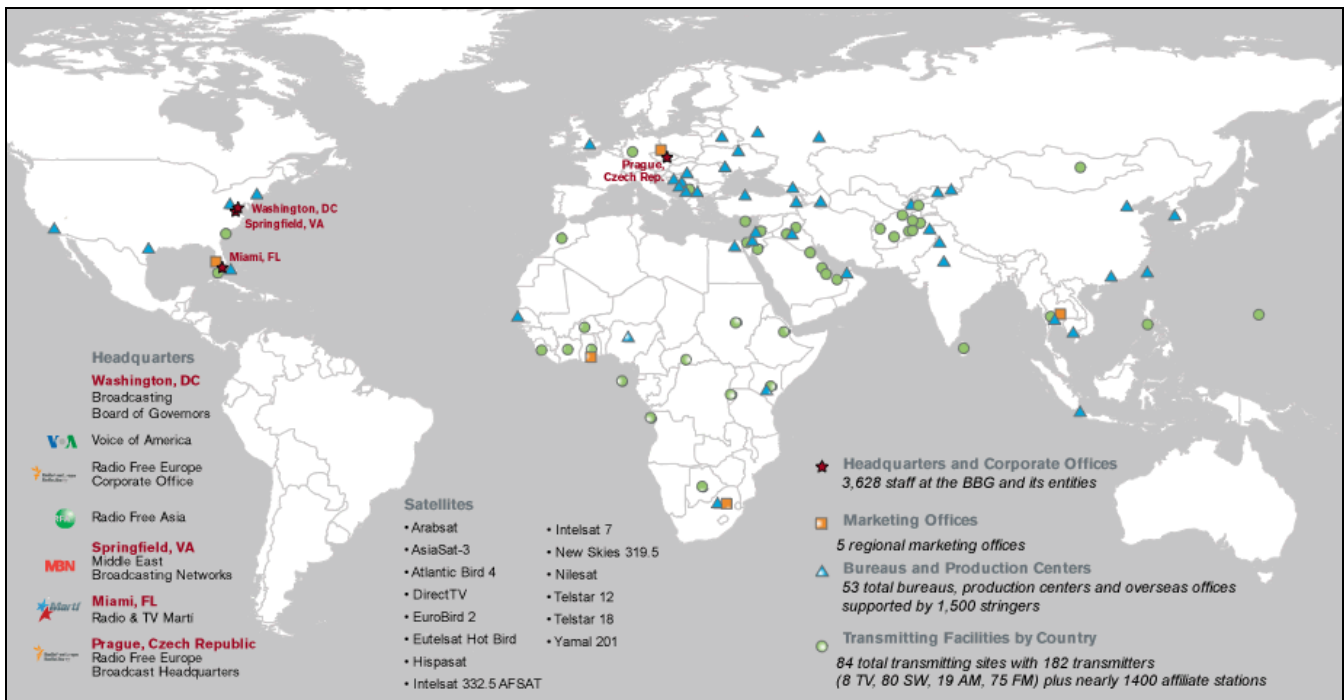 Prague,
Czech Rep.
Washington, DC
Springfield, VA
Miami, FL
Headquarters
Washington, DC
Broadcasting
Board of Governors
VOA
Voice of America
Radio Free Europe
Corporate Office
Radio Free Asia
Springfield, VA
MBN
Middle East
Broadcasting Networks
Miami, FL
Martí
Radio & TV Martí
Prague, Czech Republic
Radio Free Europe
Broadcast Headquarters
Satellites
• Arabsat
• AsiaSat-3
• Atlantic Bird 4
• DirectTV
• EuroBird 2
• Eutelsat Hot Bird
• Hispasat
• Intelsat 332.5 AFSAT
• Intelsat 7
• New Skies 319.5
• Nilesat
• Telstar 12
• Telstar 18
• Yamal 201
Headquarters and Corporate Offices
3,628 staff at the BBG and its entities
Marketing Offices
5 regional marketing offices
Bureaus and Production Centers
53 total bureaus, production centers and overseas offices
supported by 1,500 stringers
Transmitting Facilities by Country
84 total transmitting sites with 182 transmitters
(8 TV, 80 SW, 19 AM, 75 FM) plus nearly 1400 affiliate stations